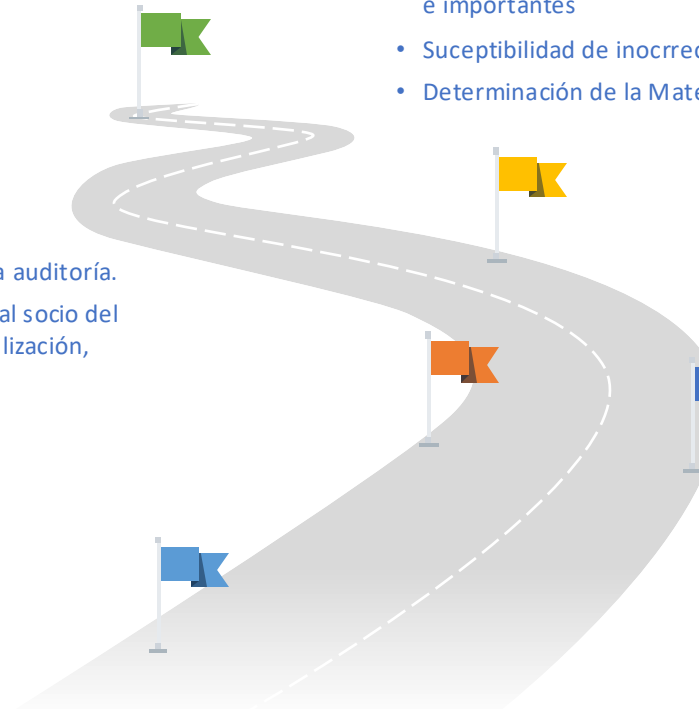 e importantes
• Suceptibilidad de inocrrec
• Determinación de la Mate
a auditoría.
al socio del
lización,